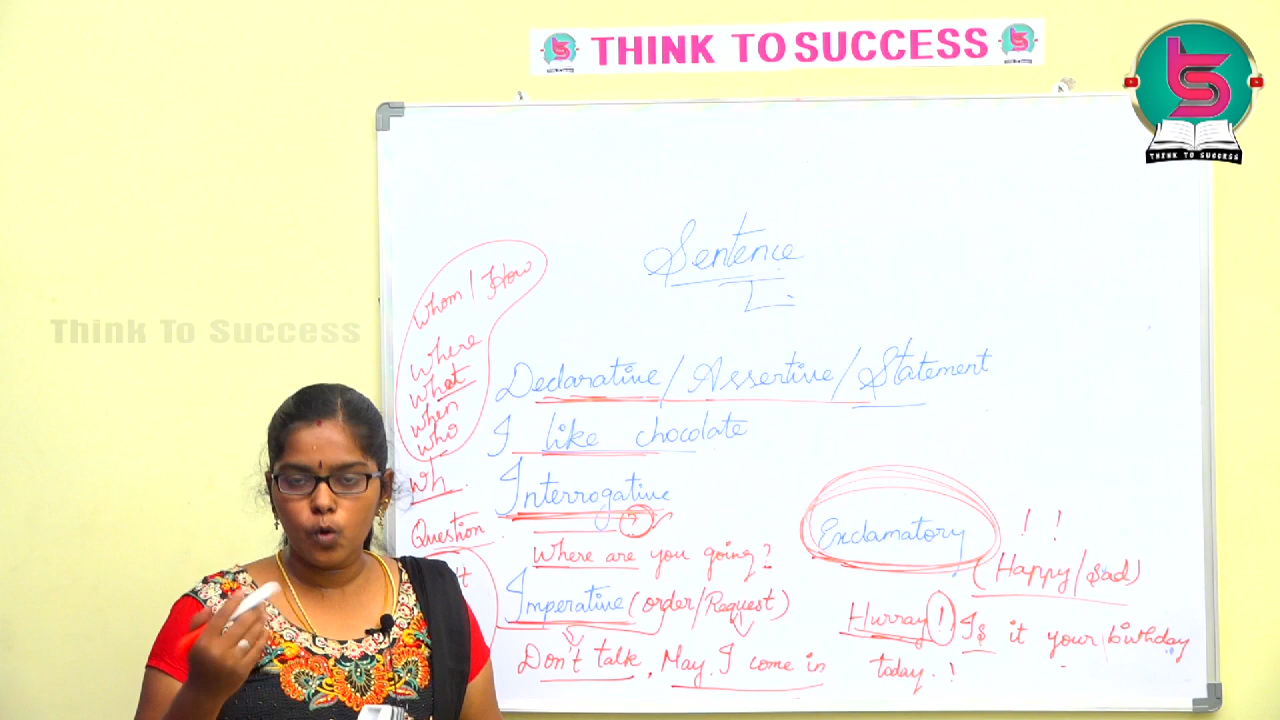 THINK TO SUCCESS
THINK TO SUCCESS
Think To Success
Sentence
Whom / How
Where
What
When
Who
Wh
Question
Declarative / Assertive / Statement
I like chocolate
Interrogative
Where are you going?
Imperative (order/Request)
Don't talk, May I come in
Exclamatory ! !
(Happy/Sad)
Hurray! Is it your birthday
today.!